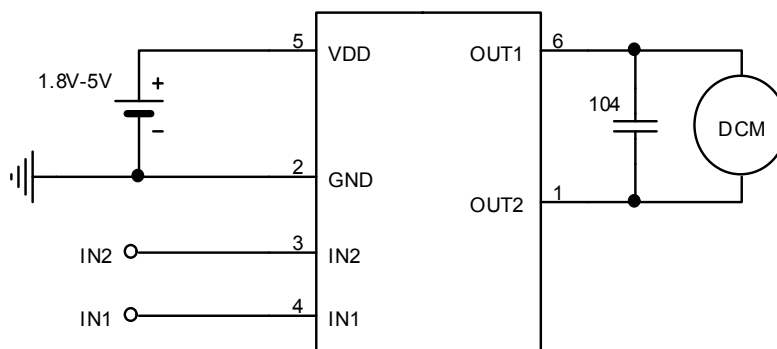 5 VDD OUT1 6
1.8V-5V +
104
DCM
−
2 GND
OUT2 1
IN2 3 IN2
IN1 4 IN1